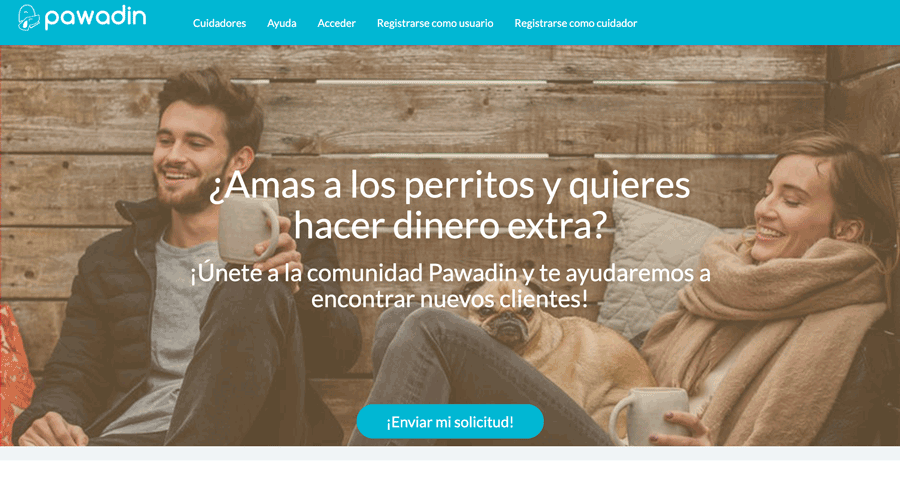 pawadin
Cuidadores Ayuda Acceder Registrarse como usuario Registrarse como cuidador
¿Amas a los perritos y quieres
hacer dinero extra?
¡Únete a la comunidad Pawadin y te ayudaremos a
encontrar nuevos clientes!
¡Enviar mi solicitud!